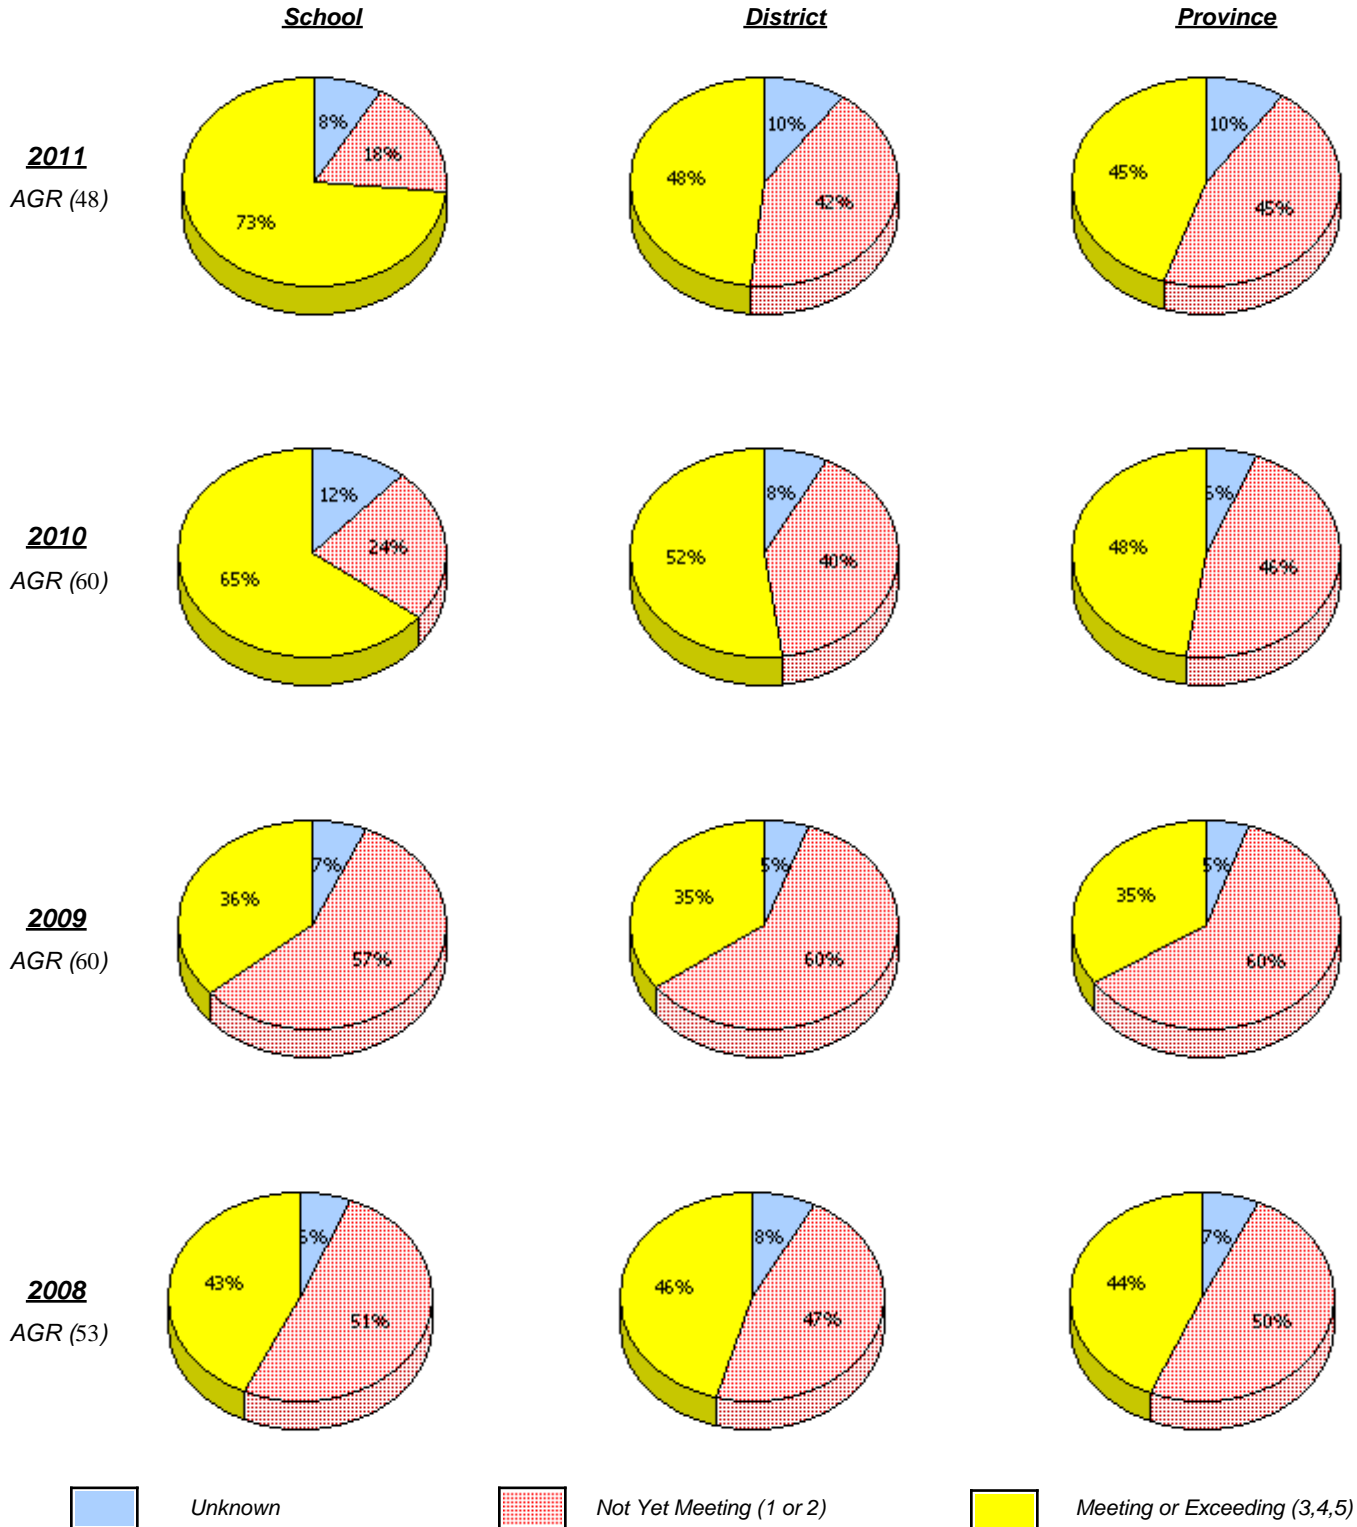 School District Province
8% 10% 10%
2011 18% 48% 45%
AGR (48) 73% 42% 45%
12% 8% 6%
2010 24% 52% 40% 48% 46%
AGR (60) 65%
7% 5% 5%
36% 35% 35%
2009
AGR (60) 57% 60% 60%
6% 8% 7%
2008 43% 46% 44%
AGR (53) 51% 47% 50%
Unknown Not Yet Meeting (1 or 2) Meeting or Exceeding (3,4,5)